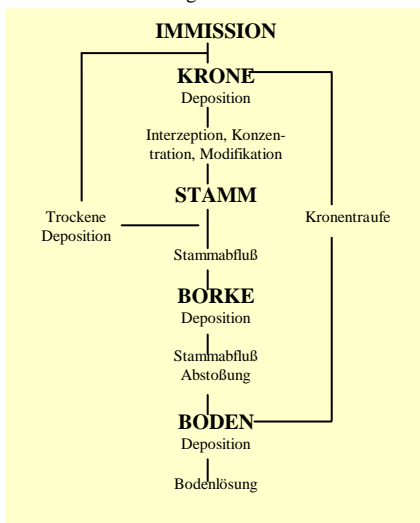 IMMISSION
KRONE
Deposition
Interzeption, Konzen-
tration, Modifikation
STAMM
Trockene
Deposition
Kronentraufe
Stammabfluß
BORKE
Deposition
Stammabfluß
Abstoßung
BODEN
Deposition
Bodenlösung